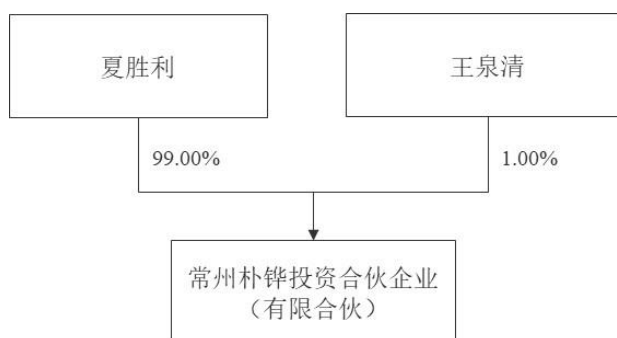 夏胜利
王泉清
99.00%
1.00%
常州朴铧投资合伙企业
（有限合伙）